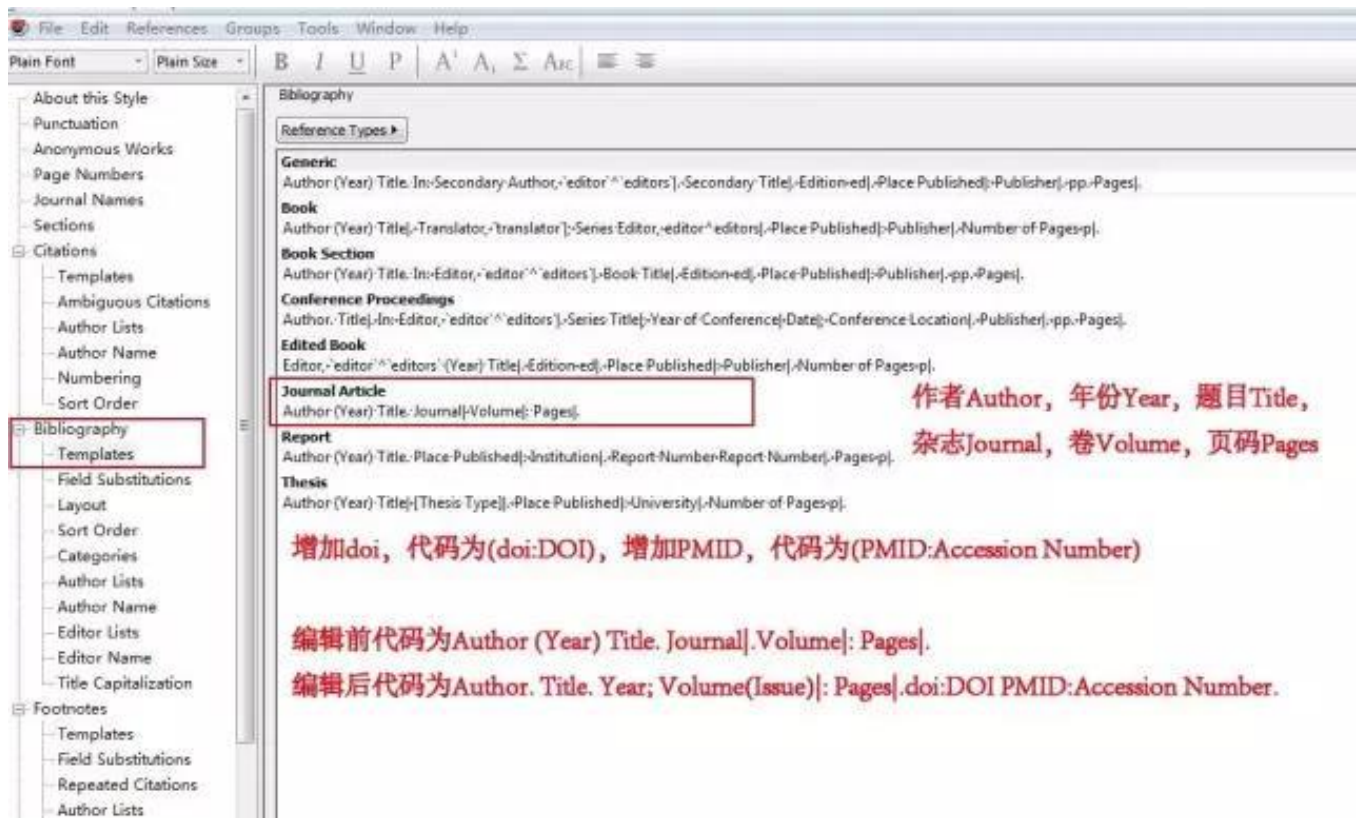 File Edit References Groups Tools Window Help
Plain Font Plain Size B I U P A¹ A₁ Σ Abc
About this Style
Punctuation
Anonymous Works
Page Numbers
Journal Names
Sections
Citations
Templates
Ambiguous Citations
Author Lists
Author Name
Numbering
Sort Order
Bibliography
Templates
Field Substitutions
Layout
Sort Order
Categories
Author Lists
Author Name
Editor Lists
Editor Name
Title Capitalization
Footnotes
Templates
Field Substitutions
Repeated Citations
Author Lists
Bibliography
Reference Types
Generic
Author (Year) Title. In:·Secondary·Author,·`editor`^`editors`|.·Secondary·Title|.·Edition·ed|.·Place·Published|:·Publisher|.·pp.·Pages|.
Book
Author (Year) Title|.·Translator,·`translator`|;·Series·Editor,·editor^editors|.·Place·Published|:·Publisher|.·Number·of·Pages·p|.
Book Section
Author (Year) Title. In:·Editor,·`editor`^`editors`|.·Book·Title|.·Edition·ed|.·Place·Published|:·Publisher|.·pp.·Pages|.
Conference Proceedings
Author. Title|.·In:·Editor,·`editor`^`editors`|.·Series·Title|;·Year·of·Conference|·Date|;·Conference·Location|.·Publisher|.·pp.·Pages|.
Edited Book
Editor,·`editor`^`editors`·(Year)·Title|.·Edition·ed|.·Place·Published|:·Publisher|.·Number·of·Pages·p|.
Journal Article
Author (Year) Title. Journal|·Volume|: Pages|.
Report
Author (Year) Title. Place·Published|:·Institution|.·Report·Number·Report·Number|.·Pages·p|.
Thesis
Author (Year) Title|·[Thesis Type]|.·Place·Published|:·University|.·Number·of·Pages·p|.
作者Author，年份Year，题目Title，
杂志Journal，卷Volume，页码Pages
增加doi，代码为(doi:DOI)，增加PMID，代码为(PMID:Accession Number)
编辑前代码为Author (Year) Title. Journal|.Volume|: Pages|.
编辑后代码为Author. Title. Year; Volume(Issue)|: Pages|.doi:DOI PMID:Accession Number.